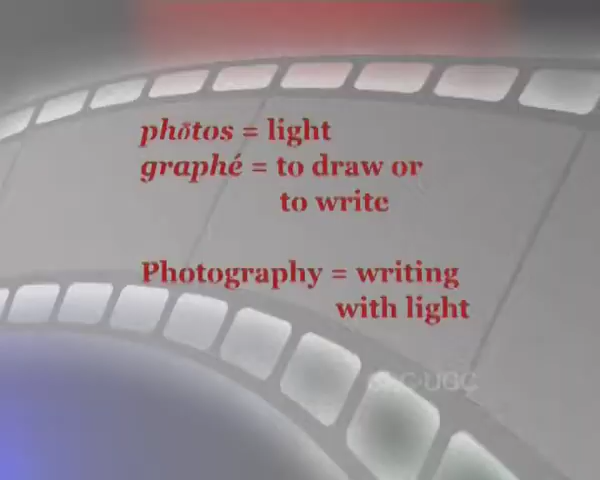 phōtos = light
graphé = to draw or
to write
Photography = writing
with light